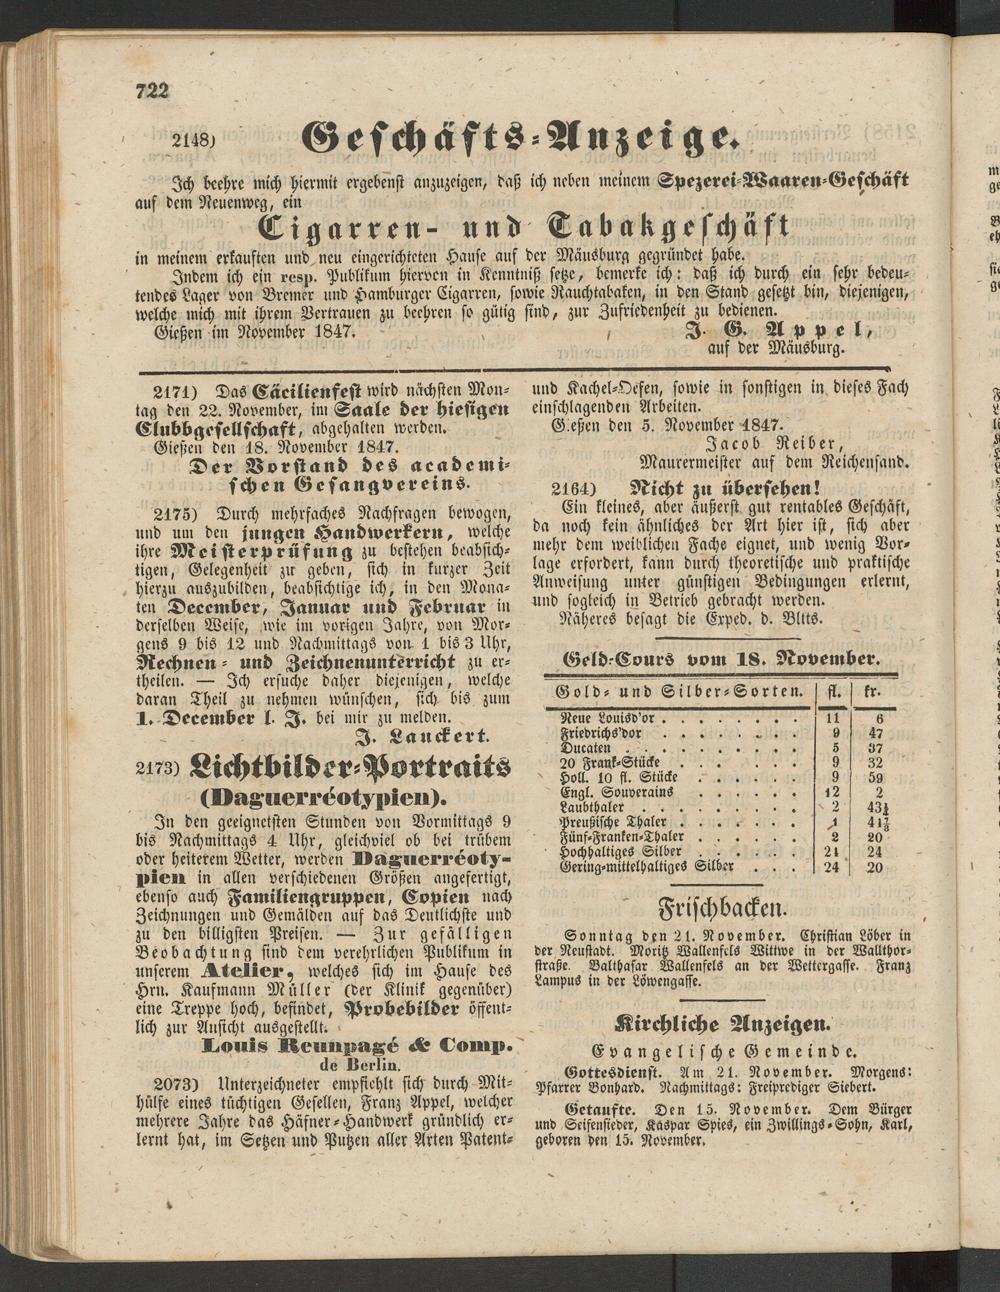 722
2148) Geschäfts-Anzeige.
Ich beehre mich hiermit ergebenst anzuzeigen, daß ich neben meinem Spezerei-Waaren-Geschäft
auf dem Neuenweg, ein
Cigarren- und Tabakgeschäft
in meinem erkauften und neu eingerichteten Hause auf der Mäusburg gegründet habe.
Indem ich ein resp. Publikum hiervon in Kenntniß setze, bemerke ich: daß ich durch ein sehr bedeu-
tendes Lager von Bremer und Hamburger Cigarren, sowie Rauchtabaken, in den Stand gesetzt bin, diejenigen,
welche mich mit ihrem Vertrauen zu beehren so gütig sind, zur Zufriedenheit zu bedienen.
Gießen im November 1847.
J. G. Appel,
auf der Mäusburg.
2171) Das Cäcilienfest wird nächsten Mon-
tag den 22. November, im Saale der hiesigen
Clubbgesellschaft, abgehalten werden.
Gießen den 18. November 1847.
Der Vorstand des academi-
schen Gesangvereins.
2175) Durch mehrfaches Nachfragen bewogen,
und um den jungen Handwerkern, welche
ihre Meisterprüfung zu bestehen beabsich-
tigen, Gelegenheit zu geben, sich in kurzer Zeit
hierzu auszubilden, beabsichtige ich, in den Mona-
ten December, Januar und Februar in
derselben Weise, wie im vorigen Jahre, von Mor-
gens 9 bis 12 und Nachmittags von 1 bis 3 Uhr,
Rechnen- und Zeichnenunterricht zu er-
theilen. — Ich ersuche daher diejenigen, welche
daran Theil zu nehmen wünschen, sich bis zum
1. December l. J. bei mir zu melden.
J. Lauckert.
2173) Lichtbilder-Portraits
(Daguerréotypien).
In den geeignetsten Stunden von Vormittags 9
bis Nachmittags 4 Uhr, gleichviel ob bei trübem
oder heiterem Wetter, werden Daguerréoty-
pien in allen verschiedenen Größen angefertigt,
ebenso auch Familiengruppen, Copien nach
Zeichnungen und Gemälden auf das Deutlichste und
zu den billigsten Preisen. — Zur gefälligen
Beobachtung sind dem verehrlichen Publikum in
unserem Atelier, welches sich im Hause des
Hrn. Kaufmann Müller (der Klinik gegenüber)
eine Treppe hoch, befindet, Probebilder öffent-
lich zur Ansicht ausgestellt.
Louis Reunpagé & Comp.
de Berlin.
2073) Unterzeichneter empfiehlt sich durch Mit-
hülfe eines tüchtigen Gesellen, Franz Appel, welcher
mehrere Jahre das Häfner-Handwerk gründlich er-
lernt hat, im Setzen und Putzen aller Arten Patent-
und Kachel-Oefen, sowie in sonstigen in dieses Fach
einschlagenden Arbeiten.
Gießen den 5. November 1847.
Jacob Reiber,
Maurermeister auf dem Reichensand.
2164) Nicht zu übersehen!
Ein kleines, aber äußerst gut rentables Geschäft,
da noch kein ähnliches der Art hier ist, sich aber
mehr dem weiblichen Fache eignet, und wenig Vor-
lage erfordert, kann durch theoretische und praktische
Anweisung unter günstigen Bedingungen erlernt,
und sogleich in Betrieb gebracht werden.
Näheres besagt die Exped. d. Bltts.
Geld-Cours vom 18. November.
Gold- und Silber-Sorten. fl. kr.
Neue Louisd'or . . . . . . . . 11 6
Friedrichs'dor . . . . . . . . 9 47
Ducaten . . . . . . . . . . 5 37
20 Frank-Stücke . . . . . . . 9 32
Holl. 10 fl. Stücke . . . . . . 9 59
Engl. Souverains . . . . . . 12 2
Laubthaler . . . . . . . . . 2 43½
Preußische Thaler . . . . . . . 1 41⅞
Fünf-Franken-Thaler . . . . . . 2 20
Hochhaltiges Silber . . . . . . 24 24
Gering-mittelhaltiges Silber . . . 24 20
Frischbacken.
Sonntag den 21. November. Christian Löber in
der Neustadt. Moritz Wallenfels Wittwe in der Wallthor-
straße. Balthasar Wallenfels an der Wettergasse. Franz
Lampus in der Löwengasse.
Kirchliche Anzeigen.
Evangelische Gemeinde.
Gottesdienst. Am 21. November. Morgens:
Pfarrer Bonhard. Nachmittags: Freiprediger Siebert.
Getaufte. Den 15. November. Dem Bürger
und Seifensieder, Kaspar Spies, ein Zwillings-Sohn, Karl,
geboren den 15. November.